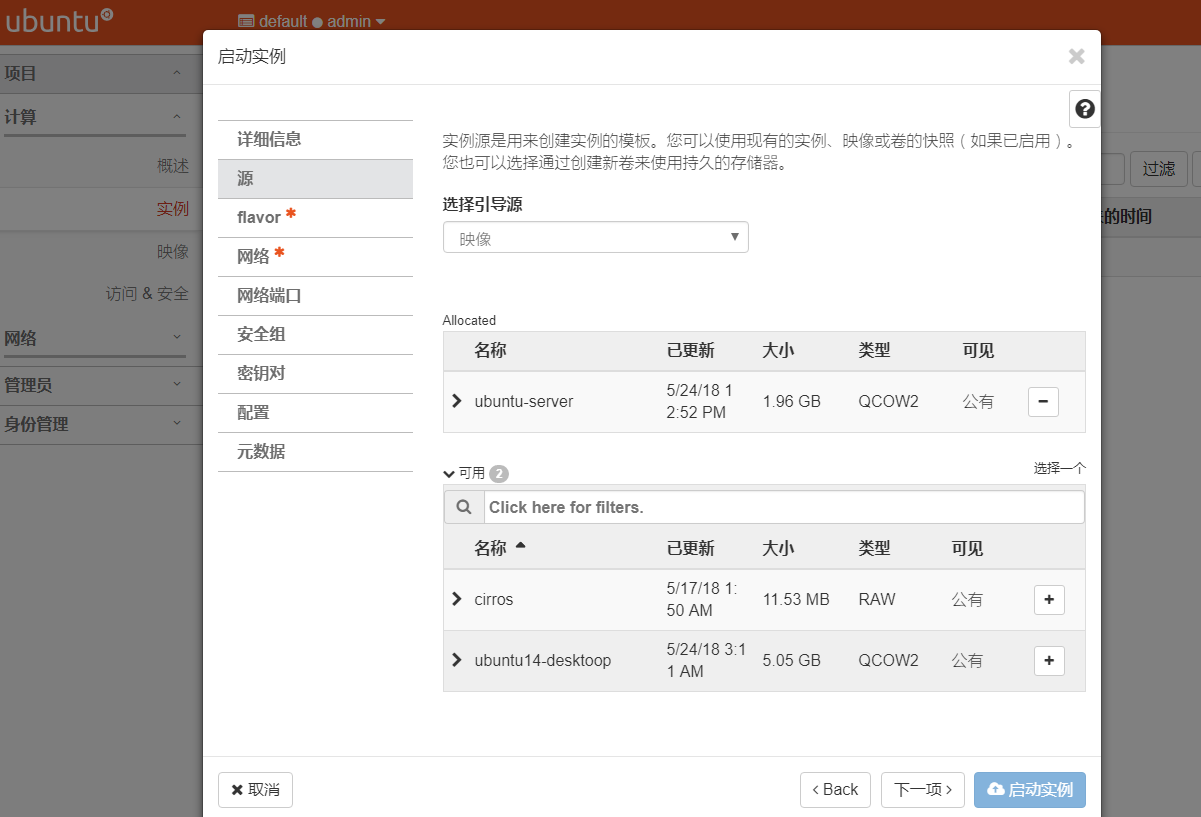 ubuntu
default ● admin
启动实例
项目
计算
概述
实例
映像
访问 & 安全
网络
管理员
身份管理
过滤
的时间
详细信息
源
flavor *
网络 *
网络端口
安全组
密钥对
配置
元数据
实例源是用来创建实例的模板。您可以使用现有的实例、映像或卷的快照（如果已启用）。
您也可以选择通过创建新卷来使用持久的存储器。
选择引导源
映像
Allocated
名称 已更新 大小 类型 可见
ubuntu-server 5/24/18 1 1.96 GB QCOW2 公有
2:52 PM
可用 2 选择一个
Click here for filters.
名称 已更新 大小 类型 可见
cirros 5/17/18 1: 11.53 MB RAW 公有
50 AM
ubuntu14-desktoop 5/24/18 3:1 5.05 GB QCOW2 公有
1 AM
取消
‹ Back
下一项 ›
启动实例